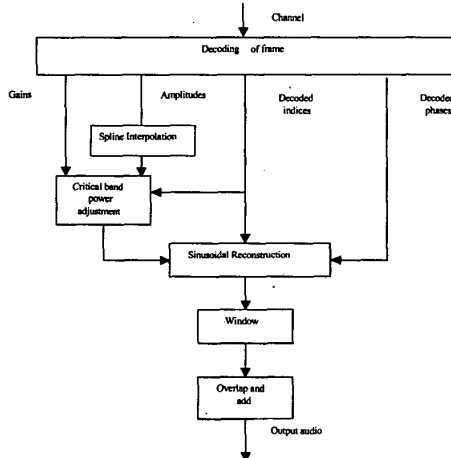 Channel
Decoding of frame
Gains
Amplitudes
Decoded
indices
Decoded
phases
Spline Interpolation
Critical band
power
adjustment
Sinusoidal Reconstruction
Window
Overlap and
add
Output audio